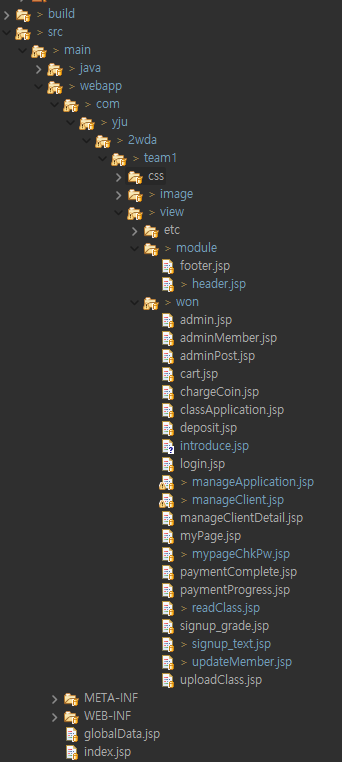 > build
> src
> main
> java
> webapp
> com
> yju
> 2wda
> team1
css
> image
> view
etc
> module
footer.jsp
> header.jsp
> won
admin.jsp
adminMember.jsp
adminPost.jsp
cart.jsp
chargeCoin.jsp
classApplication.jsp
deposit.jsp
introduce.jsp
login.jsp
> manageApplication.jsp
> manageClient.jsp
manageClientDetail.jsp
myPage.jsp
> mypageChkPw.jsp
paymentComplete.jsp
paymentProgress.jsp
> readClass.jsp
signup_grade.jsp
> signup_text.jsp
> updateMember.jsp
uploadClass.jsp
META-INF
WEB-INF
globalData.jsp
index.jsp